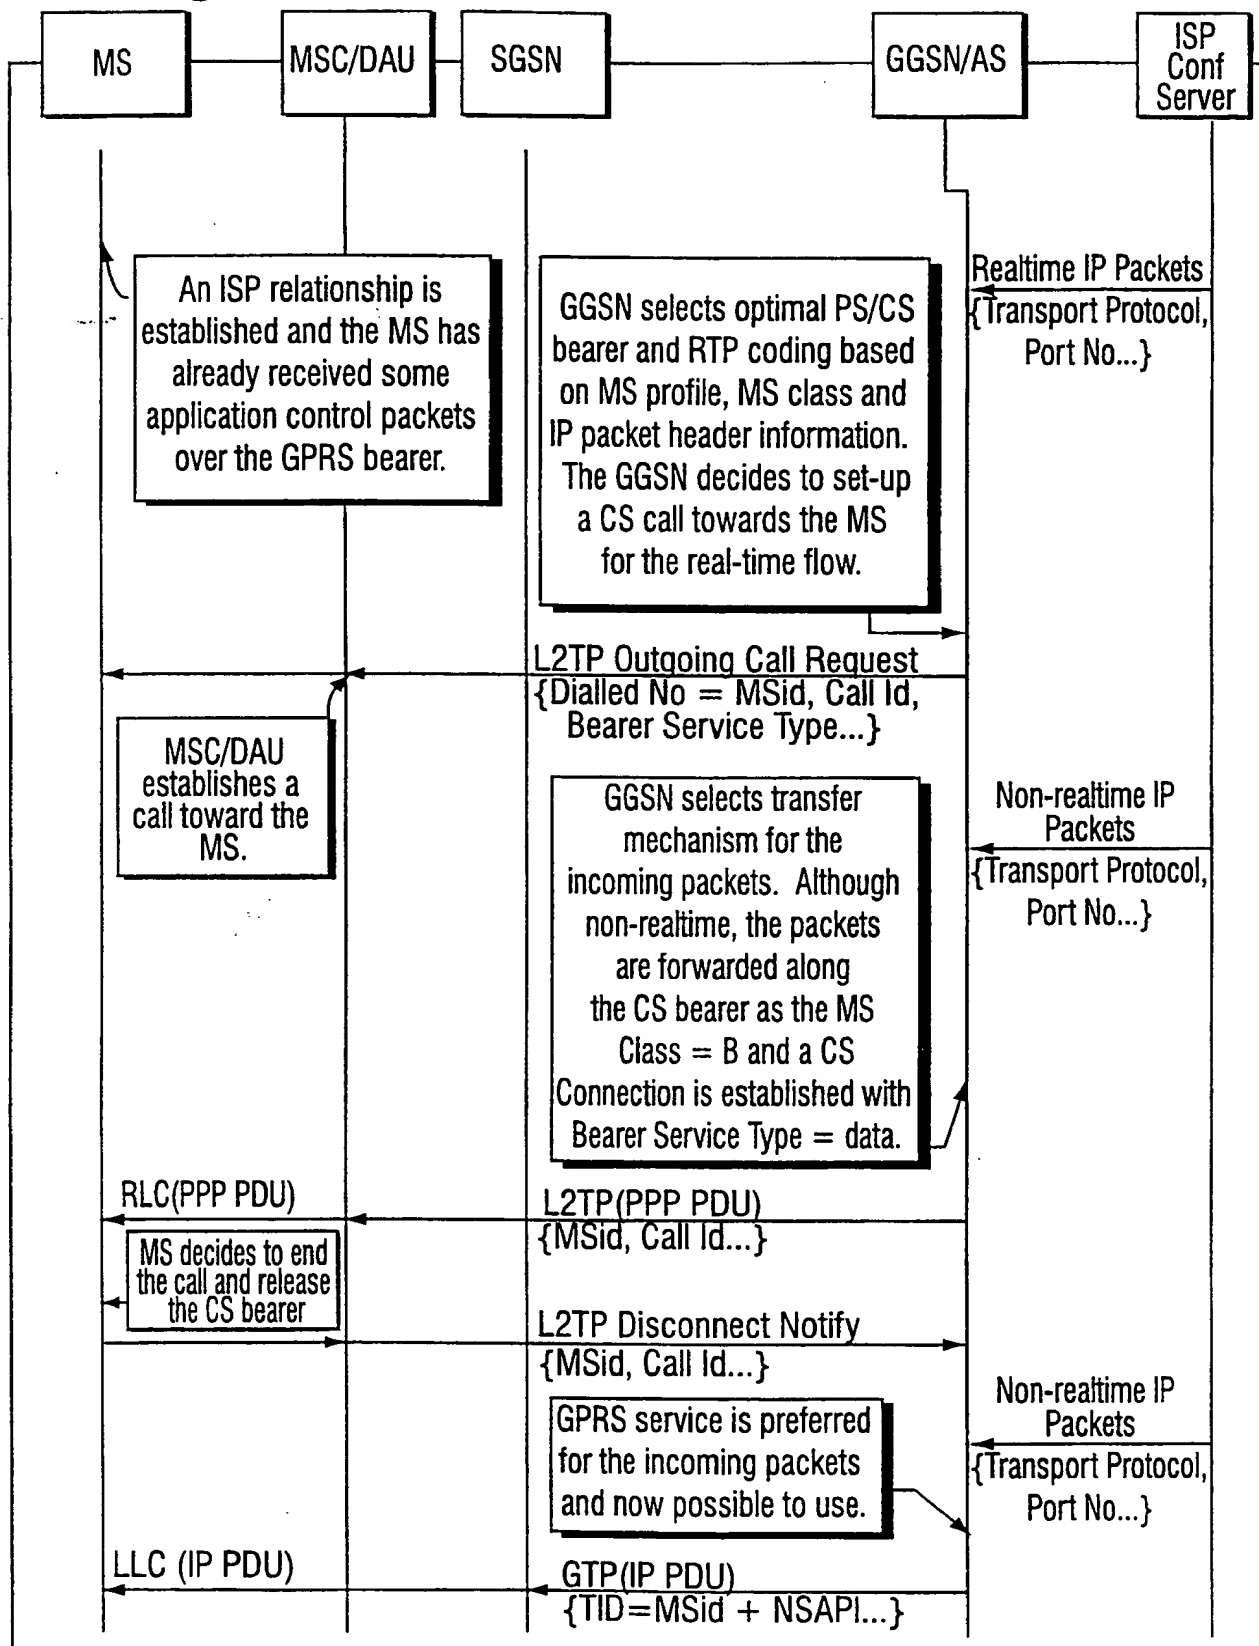 MS
MSC/DAU
SGSN
GGSN/AS
ISP
Conf
Server
An ISP relationship is
established and the MS has
already received some
application control packets
over the GPRS bearer.
GGSN selects optimal PS/CS
bearer and RTP coding based
on MS profile, MS class and
IP packet header information.
The GGSN decides to set-up
a CS call towards the MS
for the real-time flow.
Realtime IP Packets
{Transport Protocol,
Port No...}
L2TP Outgoing Call Request
{Dialled No = MSid, Call Id,
Bearer Service Type...}
MSC/DAU
establishes a
call toward the
MS.
GGSN selects transfer
mechanism for the
incoming packets. Although
non-realtime, the packets
are forwarded along
the CS bearer as the MS
Class = B and a CS
Connection is established with
Bearer Service Type = data.
Non-realtime IP
Packets
{Transport Protocol,
Port No...}
RLC(PPP PDU)
L2TP(PPP PDU)
{MSid, Call Id...}
MS decides to end
the call and release
the CS bearer
L2TP Disconnect Notify
{MSid, Call Id...}
GPRS service is preferred
for the incoming packets
and now possible to use.
Non-realtime IP
Packets
{Transport Protocol,
Port No...}
LLC (IP PDU)
GTP(IP PDU)
{TID=MSid + NSAPI...}